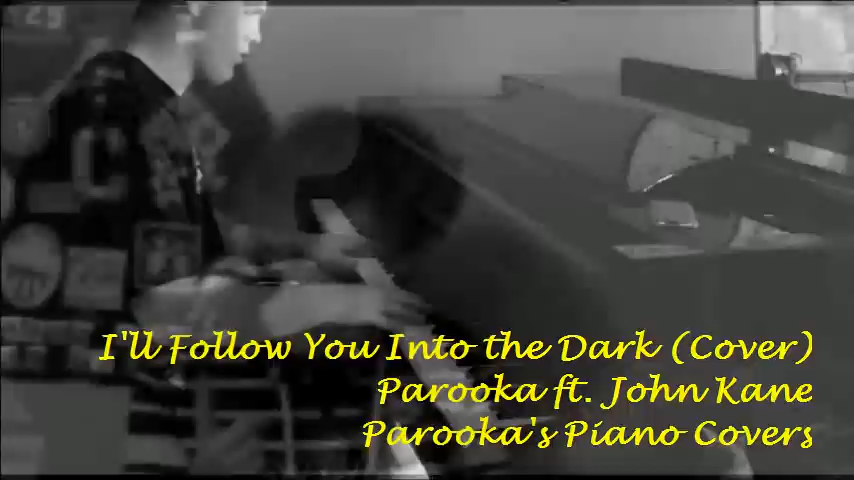 I'll Follow You Into the Dark (Cover)
Parooka ft. John Kane
Parooka's Piano Covers